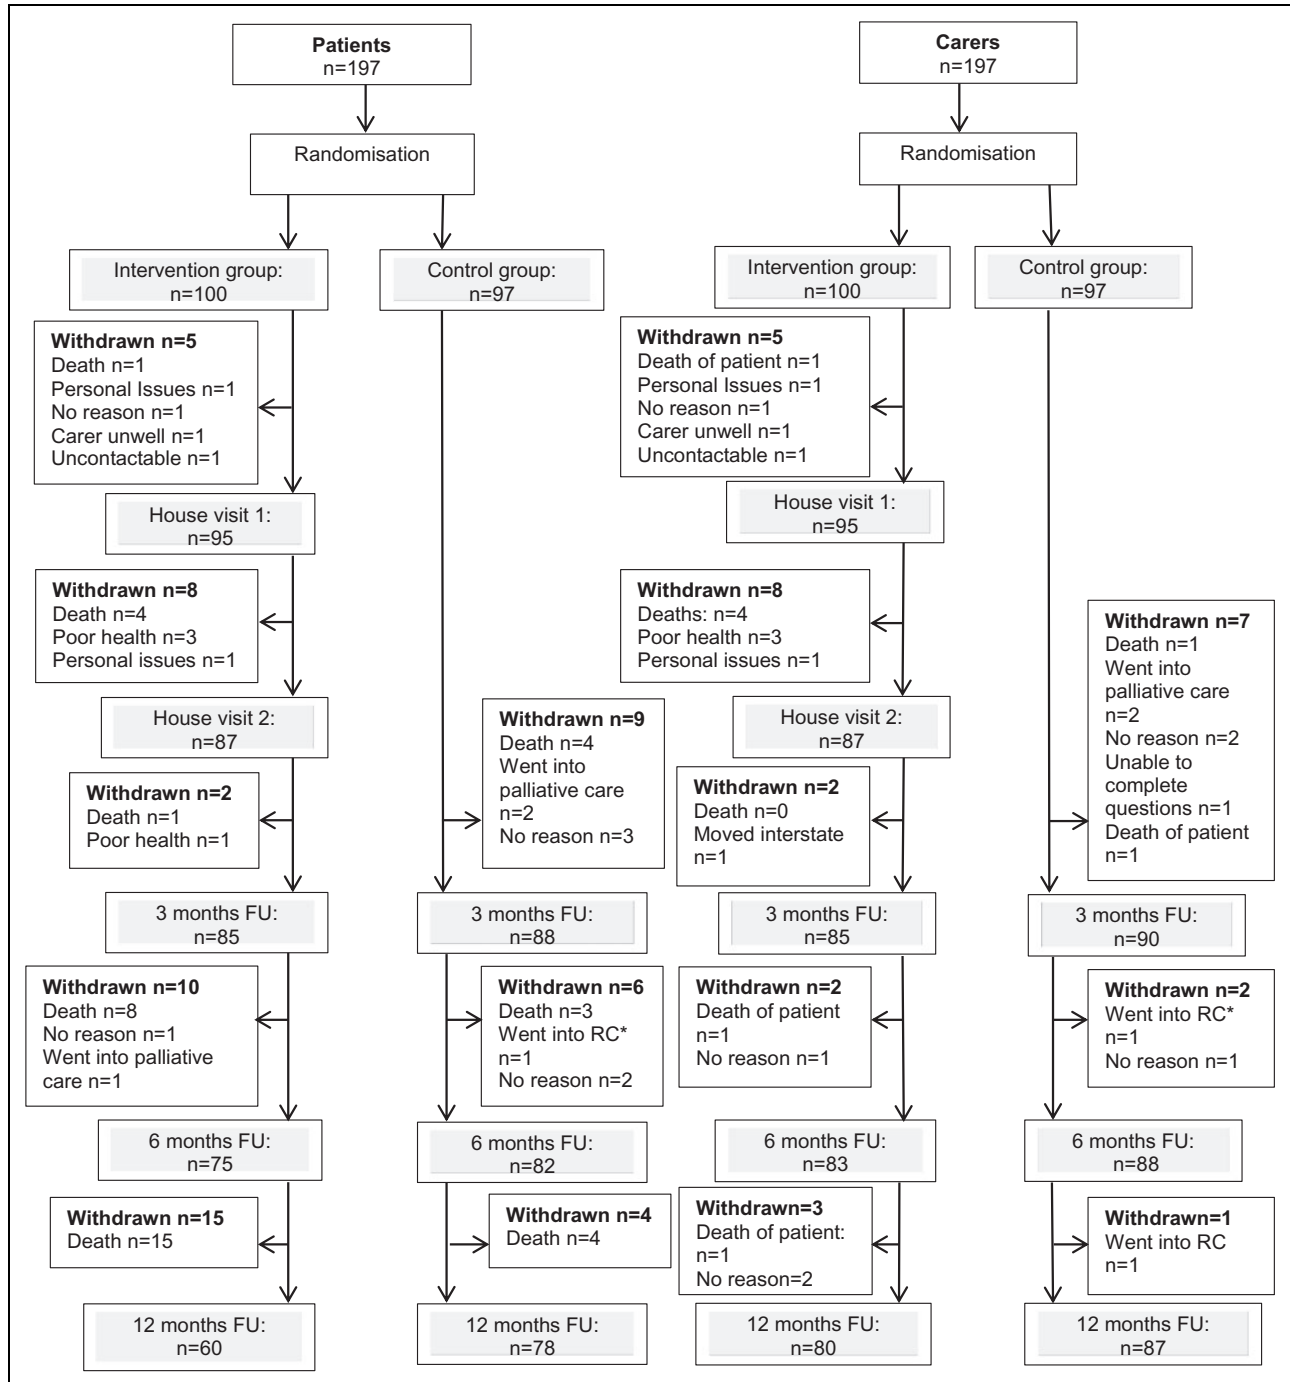 Patients
n=197
Randomisation
Intervention group:
n=100
Control group:
n=97
Withdrawn n=5
Death n=1
Personal Issues n=1
No reason n=1
Carer unwell n=1
Uncontactable n=1
House visit 1:
n=95
Withdrawn n=8
Death n=4
Poor health n=3
Personal issues n=1
House visit 2:
n=87
Withdrawn n=2
Death n=1
Poor health n=1
Withdrawn n=9
Death n=4
Went into
palliative care
n=2
No reason n=3
3 months FU:
n=85
3 months FU:
n=88
Withdrawn n=10
Death n=8
No reason n=1
Went into palliative
care n=1
Withdrawn n=6
Death n=3
Went into RC*
n=1
No reason n=2
6 months FU:
n=75
6 months FU:
n=82
Withdrawn n=15
Death n=15
Withdrawn n=4
Death n=4
12 months FU:
n=60
12 months FU:
n=78
Carers
n=197
Randomisation
Intervention group:
n=100
Control group:
n=97
Withdrawn n=5
Death of patient n=1
Personal Issues n=1
No reason n=1
Carer unwell n=1
Uncontactable n=1
House visit 1:
n=95
Withdrawn n=8
Deaths: n=4
Poor health n=3
Personal issues n=1
House visit 2:
n=87
Withdrawn n=2
Death n=0
Moved interstate
n=1
Withdrawn n=7
Death n=1
Went into
palliative care
n=2
No reason n=2
Unable to
complete
questions n=1
Death of patient
n=1
3 months FU:
n=85
3 months FU:
n=90
Withdrawn n=2
Death of patient
n=1
No reason n=1
Withdrawn n=2
Went into RC*
n=1
No reason n=1
6 months FU:
n=83
6 months FU:
n=88
Withdrawn=3
Death of patient:
n=1
No reason=2
Withdrawn=1
Went into RC
n=1
12 months FU:
n=80
12 months FU:
n=87